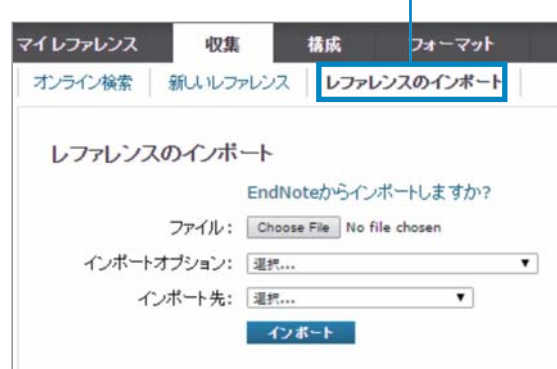 マイレファレンス 収集 構成 フォーマット
オンライン検索 新しいレファレンス レファレンスのインポート
レファレンスのインポート
EndNoteからインポートしますか?
ファイル: Choose File No file chosen
インポートオプション: 選択...
インポート先: 選択...
インポート